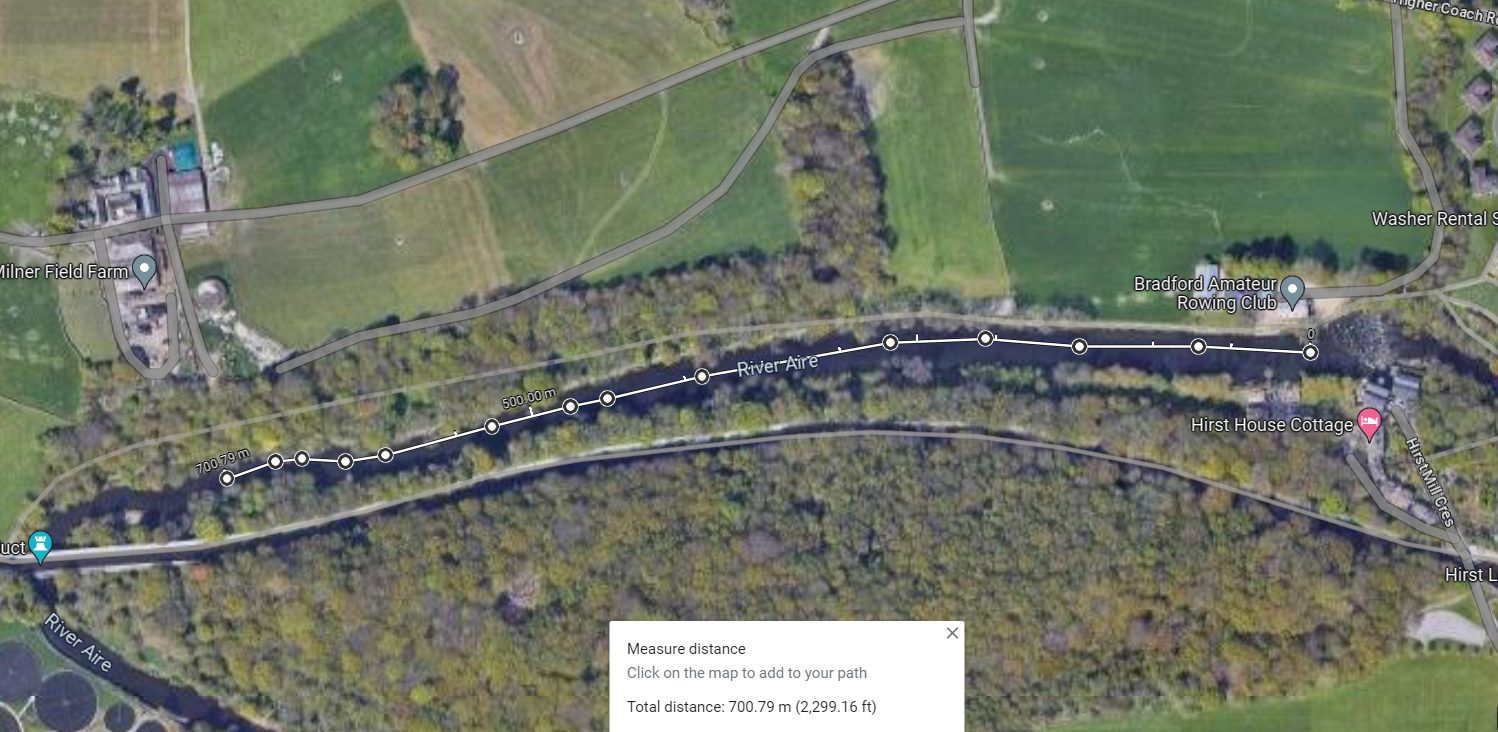 Higher Coach R
Washer Rental S
Milner Field Farm
Bradford Amateur
Rowing Club
0
River Aire
500.00 m
Hirst House Cottage
700.79 m
Hirst Mill Cres
uct
Hirst L
River Aire
Measure distance
Click on the map to add to your path
Total distance: 700.79 m (2,299.16 ft)